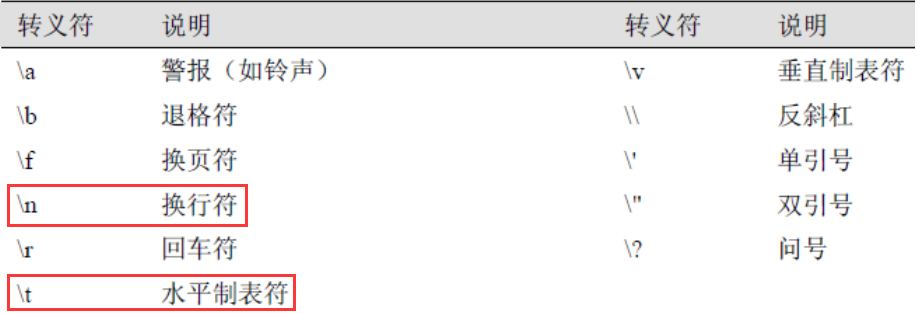 转义符 说明 转义符 说明
\a 警报（如铃声） \v 垂直制表符
\b 退格符 \\ 反斜杠
\f 换页符 \' 单引号
\n 换行符 \" 双引号
\r 回车符 \? 问号
\t 水平制表符